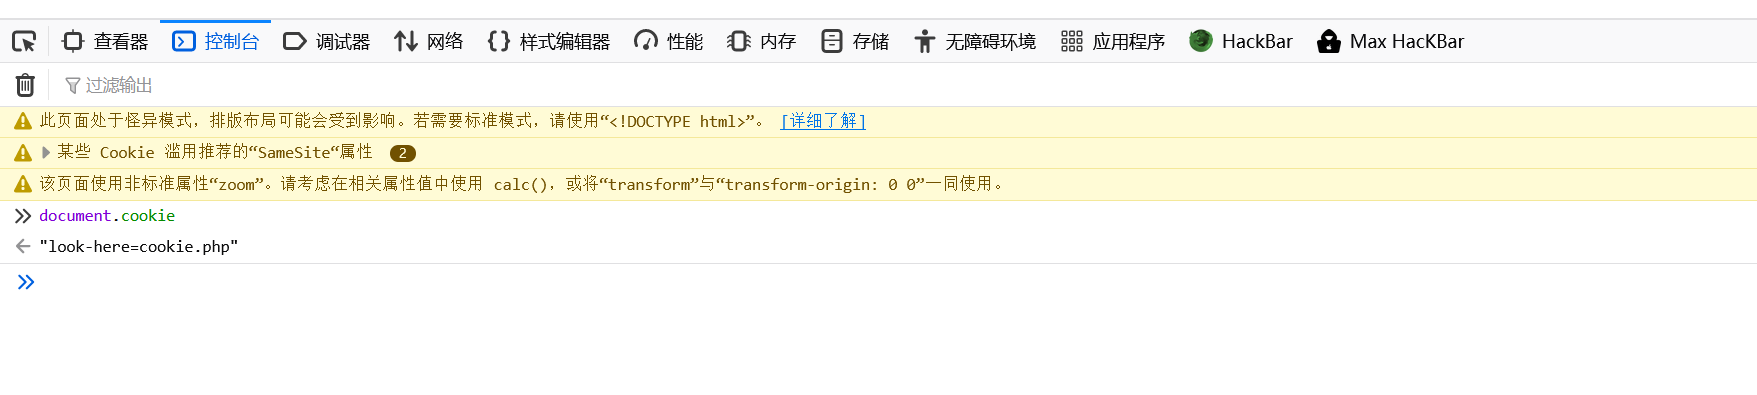 查看器 控制台 调试器 网络 样式编辑器 性能 内存 存储 无障碍环境 应用程序 HackBar Max HacKBar
过滤输出
此页面处于怪异模式，排版布局可能会受到影响。若需要标准模式，请使用“<!DOCTYPE html>”。 [详细了解]
某些 Cookie 滥用推荐的“SameSite“属性 2
该页面使用非标准属性“zoom”。请考虑在相关属性值中使用 calc()，或将“transform”与“transform-origin: 0 0”一同使用。
document.cookie
"look-here=cookie.php"